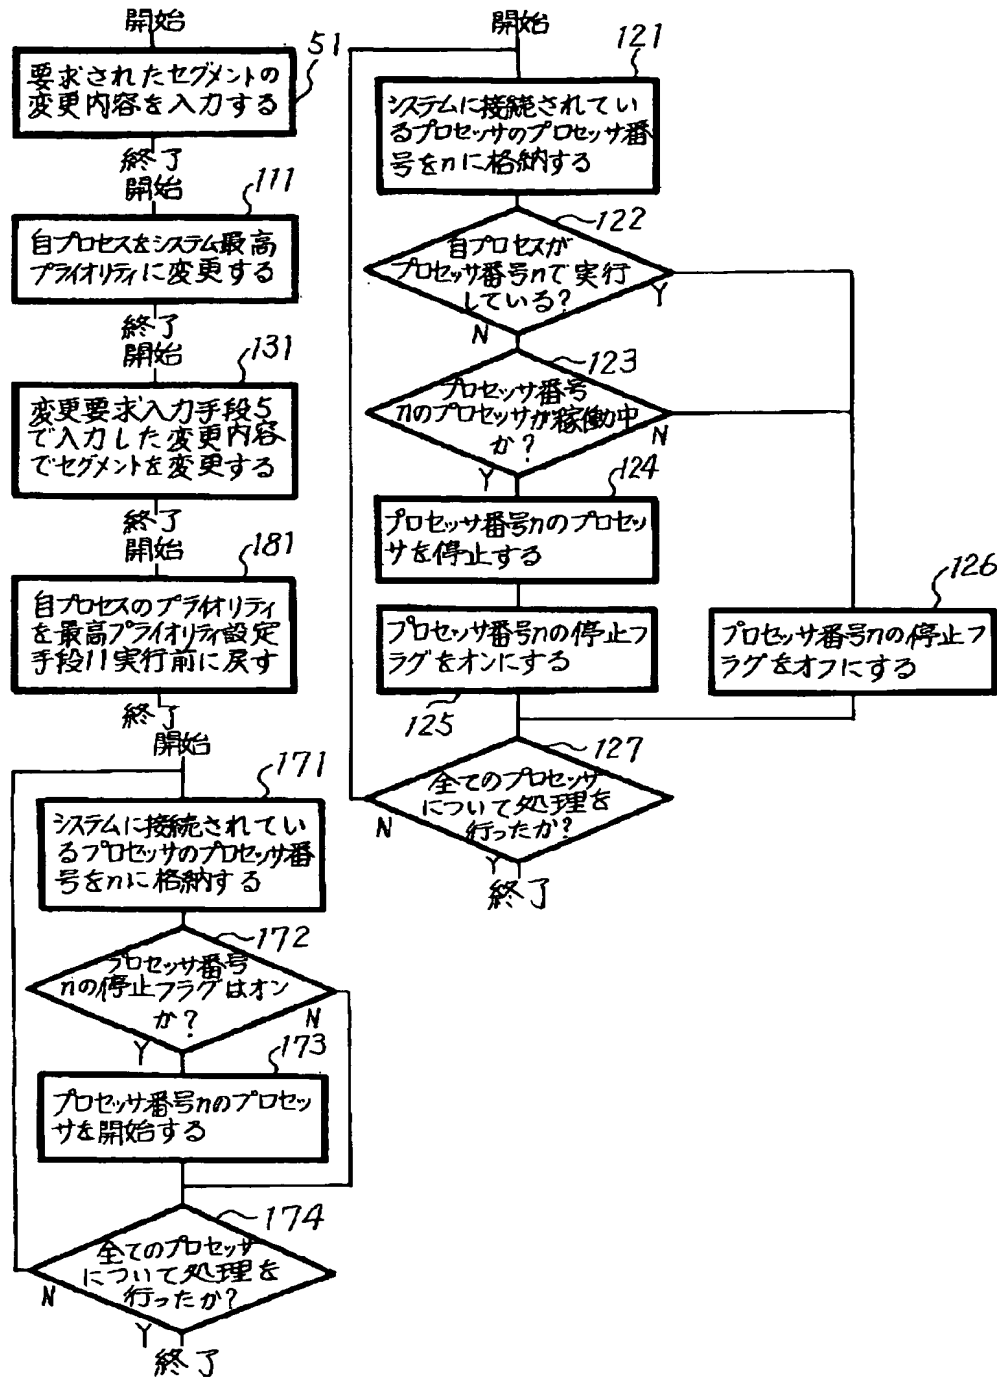 開始
51
要求されたセグメントの
変更内容を入力する
終了
開始
111
自プロセスをシステム最高
プライオリティに変更する
終了
開始
131
変更要求入力手段5
で入力した変更内容
でセグメントを変更する
終了
開始
181
自プロセスのプライオリティ
を最高プライオリティ設定
手段11実行前に戻す
終了
開始
171
システムに接続されてい
るプロセッサのプロセッサ番
号をnに格納する
172
プロセッサ番号
nの停止フラグはオン
か?
N
Y
173
プロセッサ番号nのプロセッ
サを開始する
174
全てのプロセッサ
について処理を
行ったか?
N
Y
終了
開始
121
システムに接続されてい
るプロセッサのプロセッサ番
号をnに格納する
122
自プロセスが
プロセッサ番号nで実行
している?
Y
N
123
プロセッサ番号
nのプロセッサが稼働中
か?
N
Y
124
プロセッサ番号nのプロセッ
サを停止する
プロセッサ番号nの停止フ
ラグをオンにする
125
126
プロセッサ番号nの停止
フラグをオフにする
127
全てのプロセッサ
について処理を
行ったか?
N
Y
終了